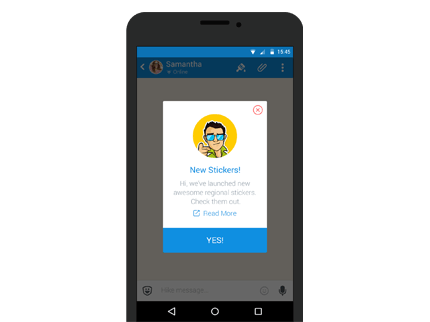 15:45
Samantha
Online
New Stickers!
Hi, we've launched new
awesome regional stickers.
Check them out.
Read More
YES!
Hike message...